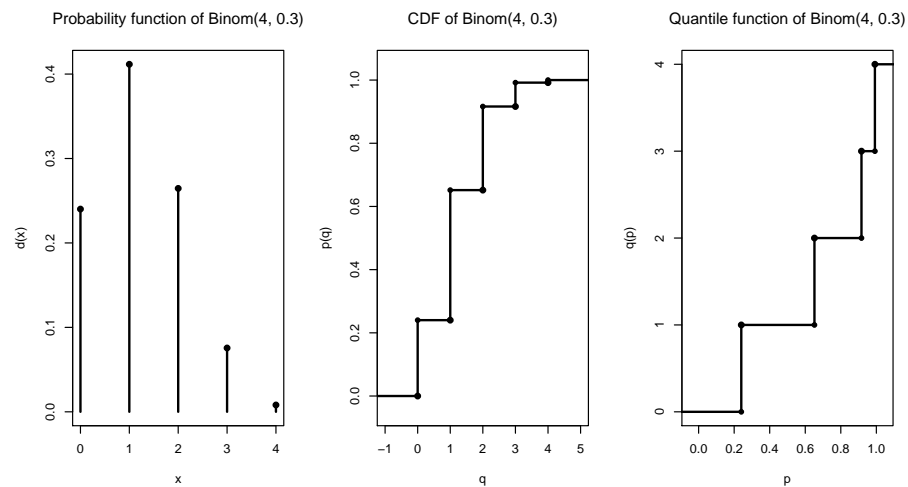 Probability function of Binom(4, 0.3)
0.4
0.3
0.2
0.1
0.0
d(x)
0 1 2 3 4
x
CDF of Binom(4, 0.3)
1.0
0.8
0.6
0.4
0.2
0.0
p(q)
−1 0 1 2 3 4 5
q
Quantile function of Binom(4, 0.3)
4
3
2
1
0
q(p)
0.0 0.2 0.4 0.6 0.8 1.0
p